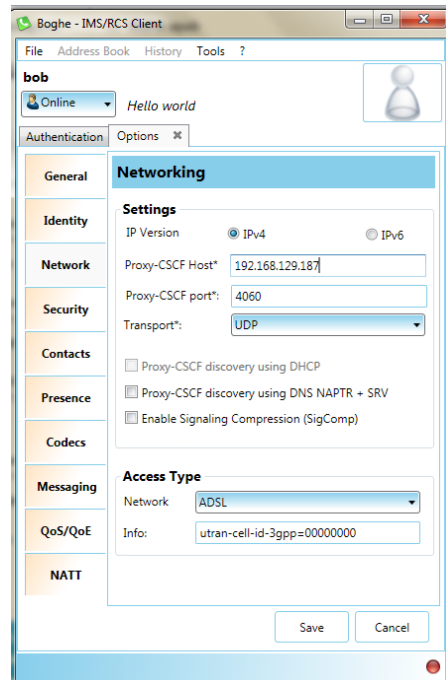 Boghe - IMS/RCS Client
File Address Book History Tools ?
bob
Online Hello world
Authentication Options
General
Identity
Network
Security
Contacts
Presence
Codecs
Messaging
QoS/QoE
NATT
Networking
Settings
IP Version IPv4 IPv6
Proxy-CSCF Host* 192.168.129.187
Proxy-CSCF port*: 4060
Transport*: UDP
Proxy-CSCF discovery using DHCP
Proxy-CSCF discovery using DNS NAPTR + SRV
Enable Signaling Compression (SigComp)
Access Type
Network ADSL
Info: utran-cell-id-3gpp=00000000
Save Cancel